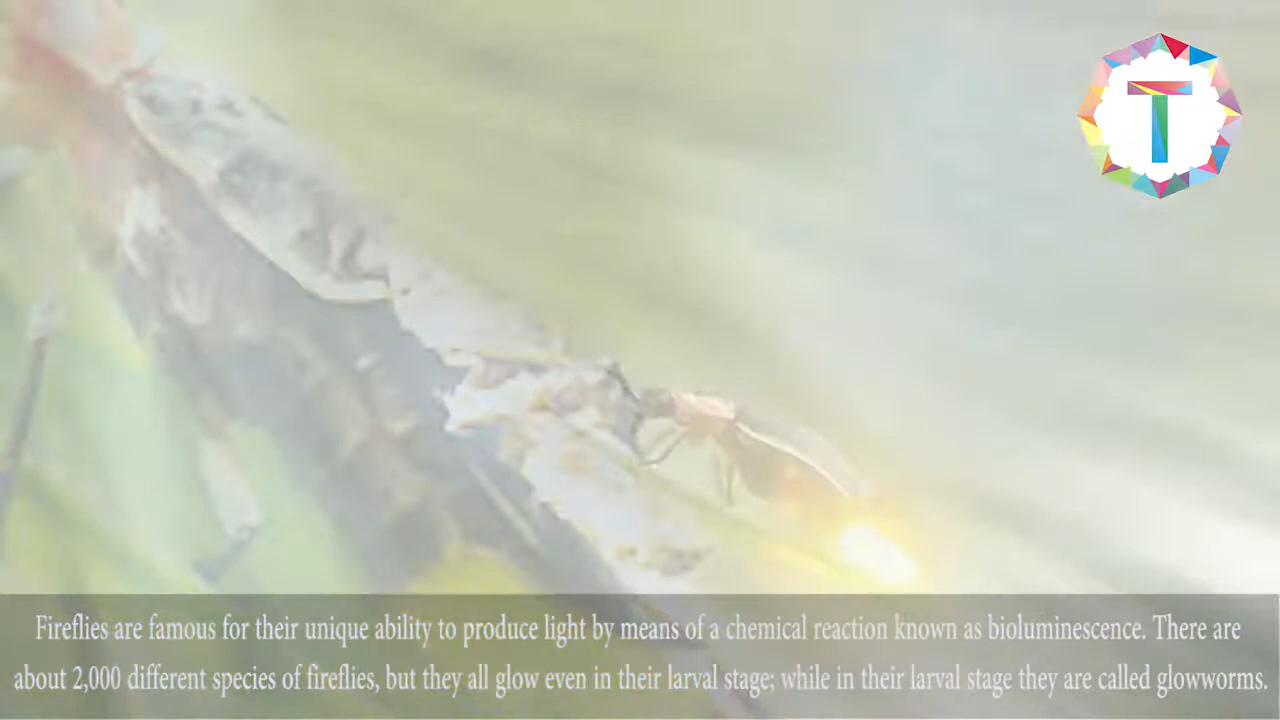 T
Fireflies are famous for their unique ability to produce light by means of a chemical reaction known as bioluminescence. There are
about 2,000 different species of fireflies, but they all glow even in their larval stage; while in their larval stage they are called glowworms.